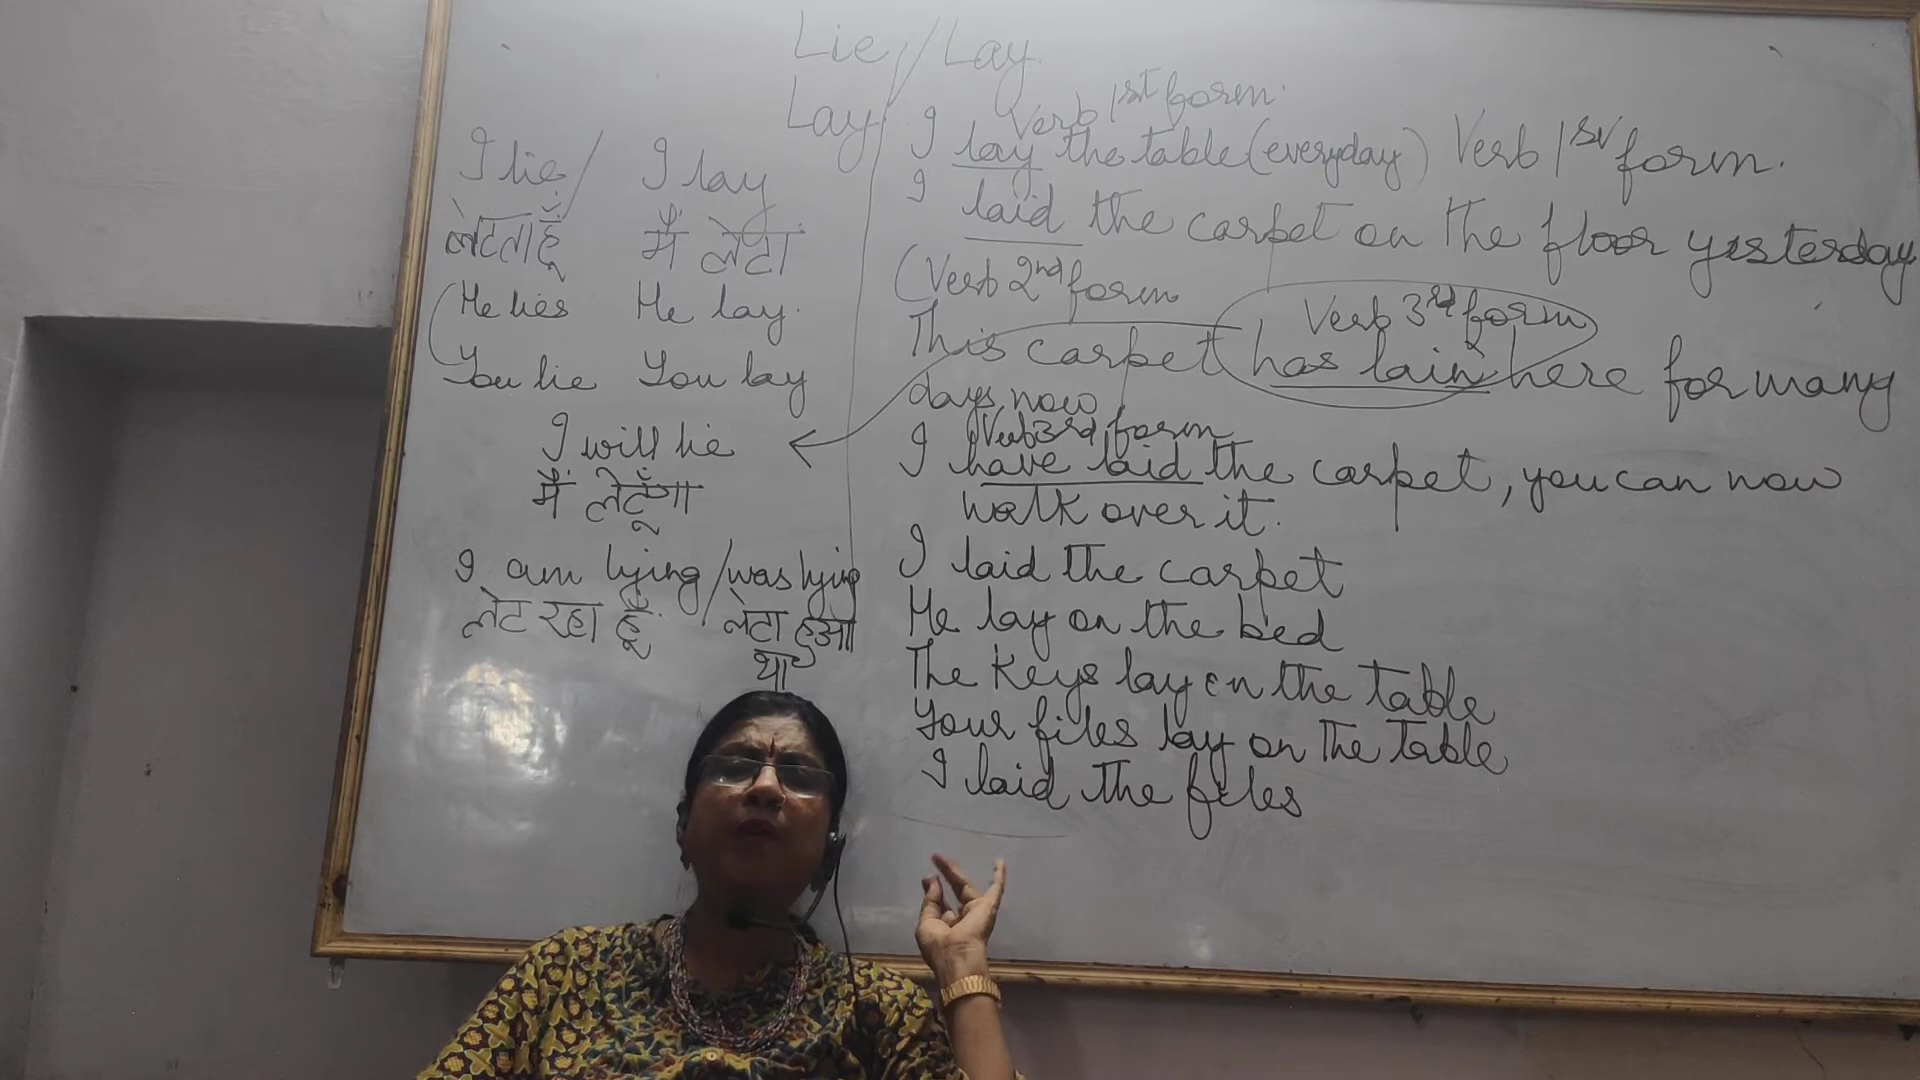 Lie / Lay
Lay
I lie / I lay
लेटता हूँ मैं लेटा
He lies He lay.
You lie You lay
I will lie
मैं लेटूँगा
I am lying / was lying
लेट रहा हूँ लेटा हुआ
था
Verb 1st form.
I lay the table (everyday) Verb 1st form.
I laid the carpet on the floor yesterday
(Verb 2nd form
Verb 3rd form
This carpet has lain here for many
days now
Verb 3rd form
I have laid the carpet, you can now
walk over it.
I laid the carpet
He lay on the bed
The Keys lay on the table
Your files lay on the table
I laid the files